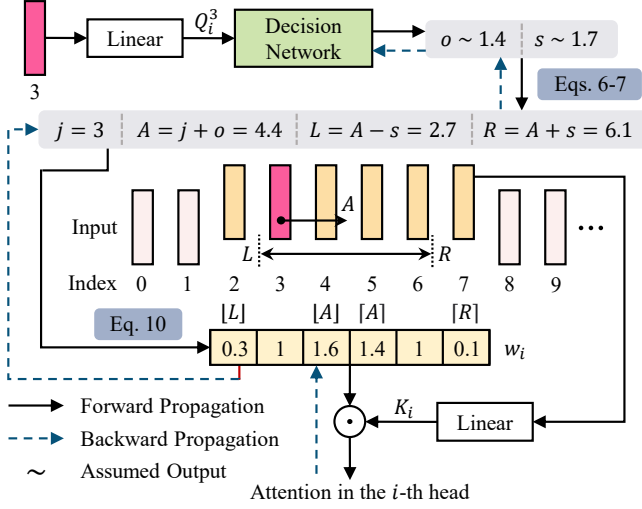 3
Linear
Q_i^3
Decision
Network
o ~ 1.4 s ~ 1.7
Eqs. 6-7
j = 3 A = j + o = 4.4 L = A − s = 2.7 R = A + s = 6.1
Input
A
L R
...
Index 0 1 2 3 4 5 6 7 8 9
⌊L⌋ ⌊A⌋ ⌈A⌉ ⌈R⌉
Eq. 10
0.3 1 1.6 1.4 1 0.1 w_i
Forward Propagation
K_i
Linear
Backward Propagation
~ Assumed Output
Attention in the i-th head